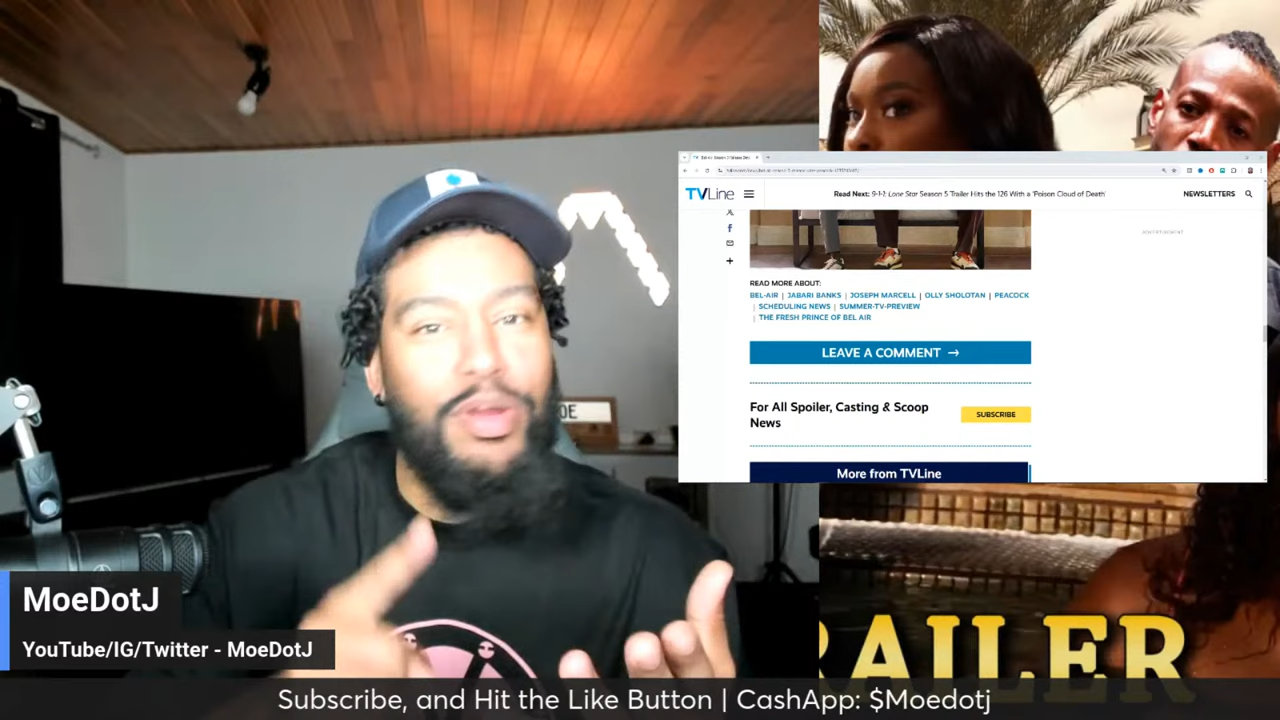 TVLine
Read Next: 9-1-1: Lone Star Season 5 Trailer Hits the 126 With a 'Poison Cloud of Death'
NEWSLETTERS
ADVERTISEMENT
READ MORE ABOUT:
BEL-AIR | JABARI BANKS | JOSEPH MARCELL | OLLY SHOLOTAN | PEACOCK
| SCHEDULING NEWS | SUMMER-TV-PREVIEW
| THE FRESH PRINCE OF BEL AIR
LEAVE A COMMENT →
For All Spoiler, Casting & Scoop
News
SUBSCRIBE
More from TVLine
OE
RAILER
MoeDotJ
YouTube/IG/Twitter - MoeDotJ
Subscribe, and Hit the Like Button | CashApp: $Moedotj